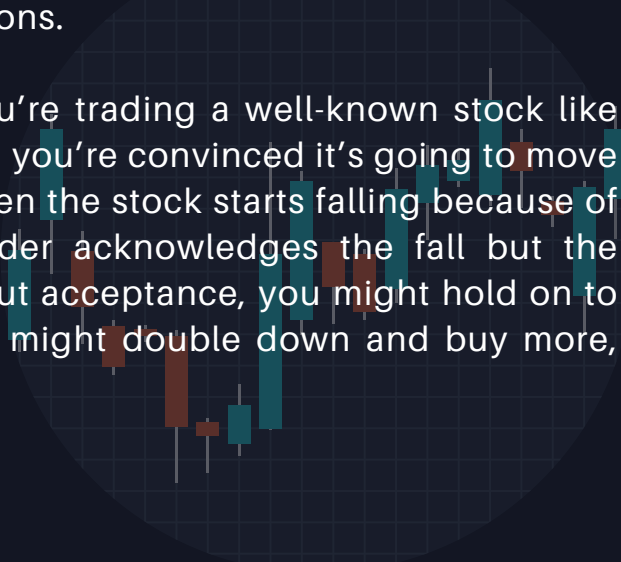 ons.
u’re trading a well-known stock like
you’re convinced it’s going to move
en the stock starts falling because of
der acknowledges the fall but the
ut acceptance, you might hold on to
might double down and buy more,